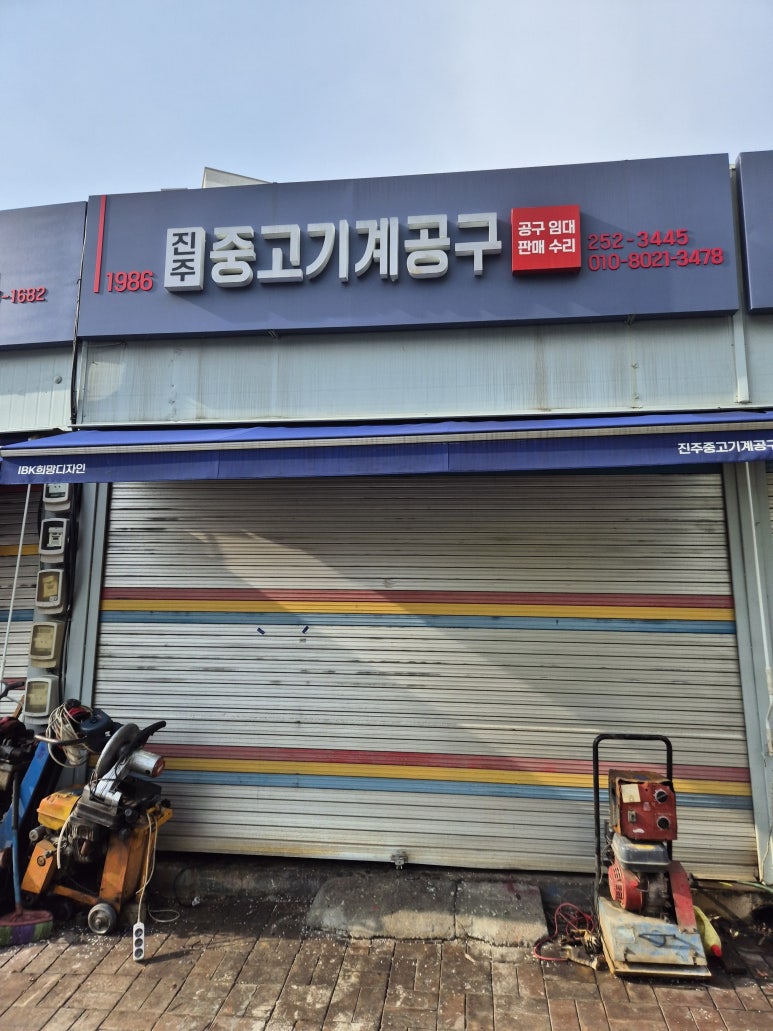 -1682
1986
진주
중고기계공구
공구 임대
판매 수리
252-3445
010-8021-3478
IBK희망디자인
진주중고기계공구